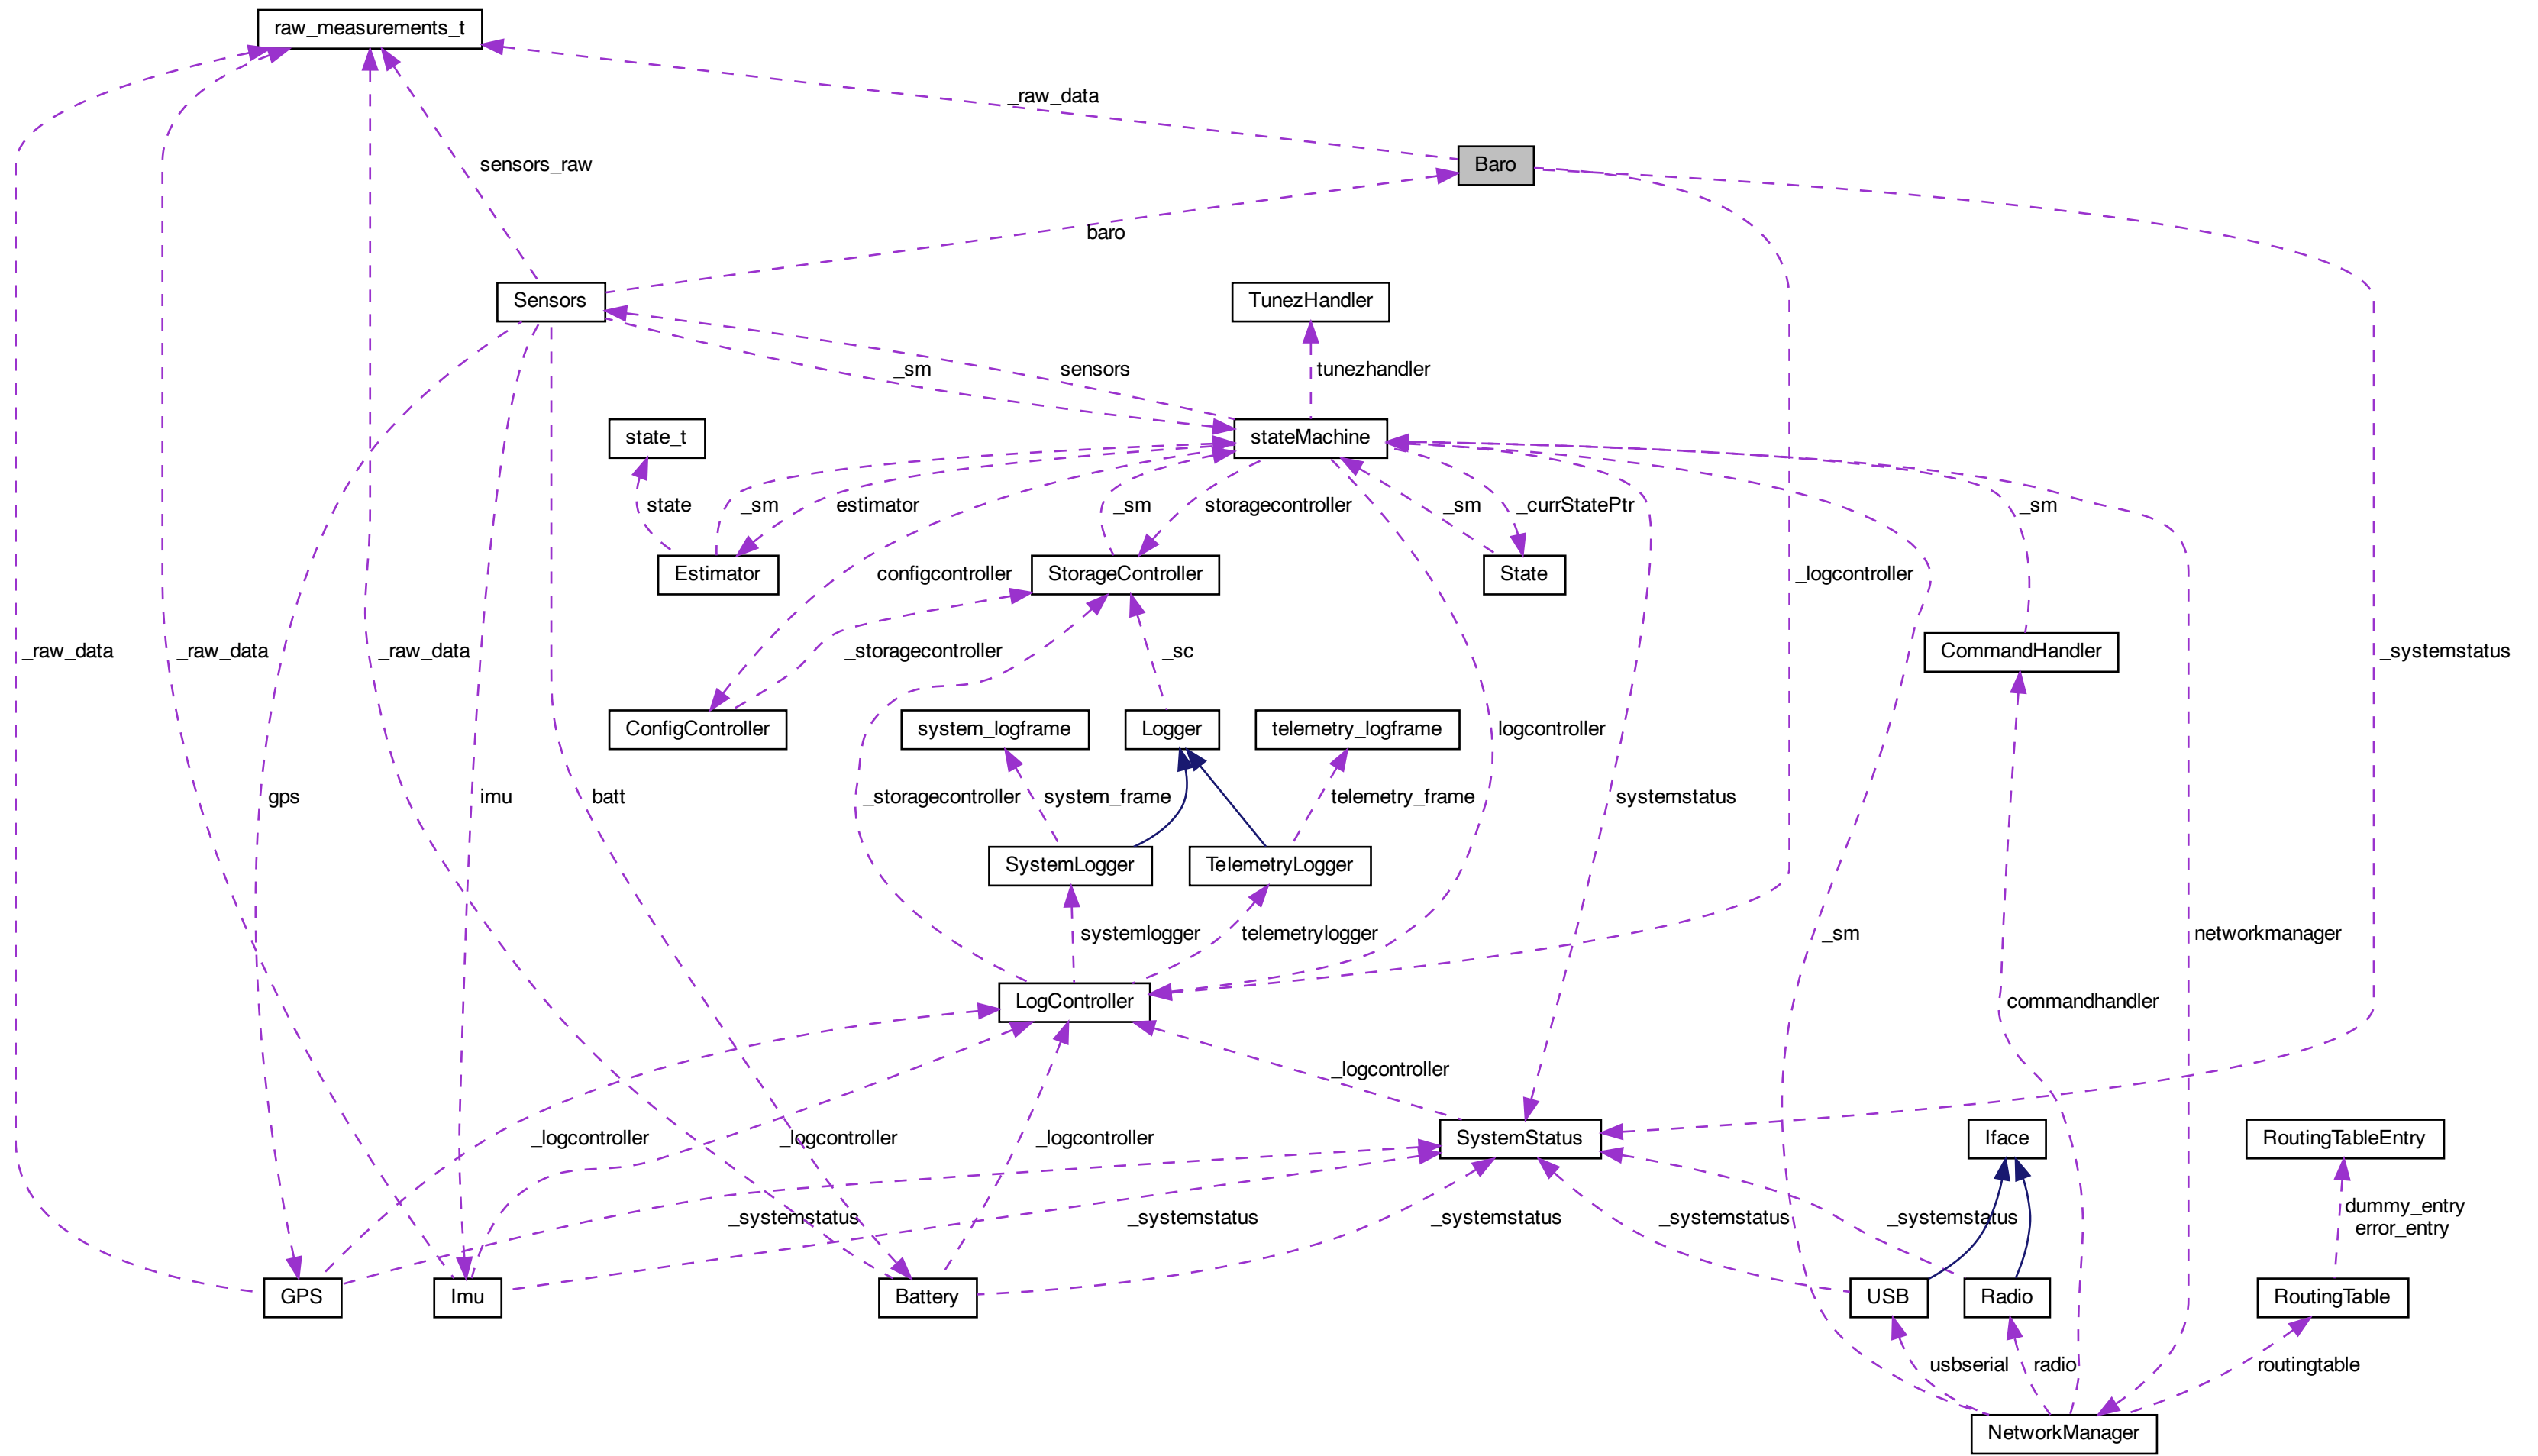 raw_measurements_t
_raw_data
sensors_raw
Baro
baro
Sensors
TunezHandler
_sm
sensors
tunezhandler
state_t
stateMachine
state
_sm
estimator
_sm
storagecontroller
_sm
_currStatePtr
_sm
Estimator
configcontroller
StorageController
State
_logcontroller
_raw_data
_raw_data
_raw_data
_storagecontroller
_sc
CommandHandler
_systemstatus
ConfigController
system_logframe
Logger
telemetry_logframe
logcontroller
gps
imu
batt
_storagecontroller
system_frame
telemetry_frame
systemstatus
SystemLogger
TelemetryLogger
systemlogger
telemetrylogger
_sm
networkmanager
LogController
commandhandler
_logcontroller
_logcontroller
_logcontroller
_logcontroller
SystemStatus
Iface
RoutingTableEntry
_systemstatus
_systemstatus
_systemstatus
_systemstatus
_systemstatus
dummy_entry
error_entry
GPS
Imu
Battery
USB
Radio
RoutingTable
usbserial
radio
routingtable
NetworkManager